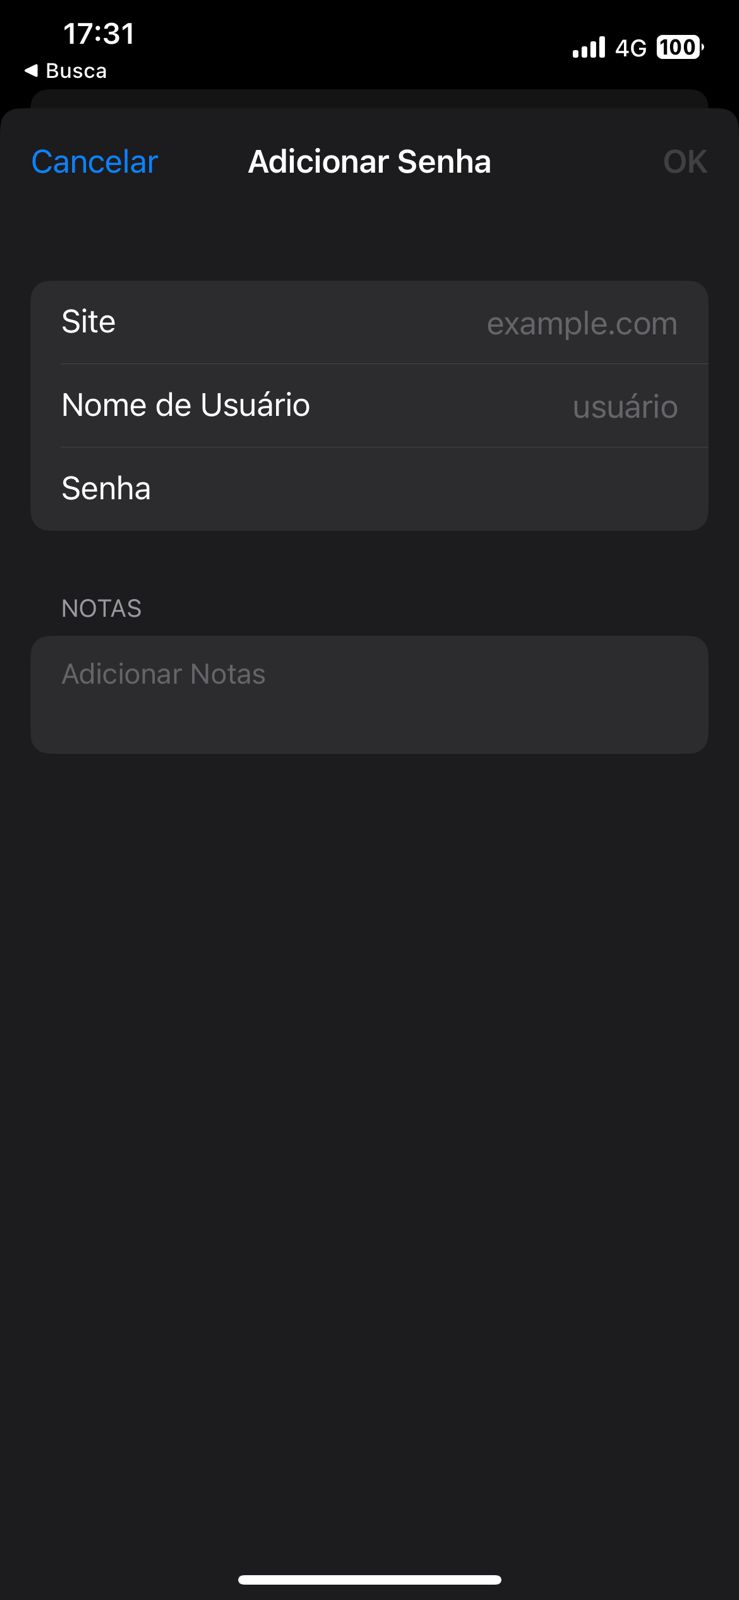 17:31
4G 100
◀ Busca
Cancelar Adicionar Senha OK
Site example.com
Nome de Usuário usuário
Senha
NOTAS
Adicionar Notas